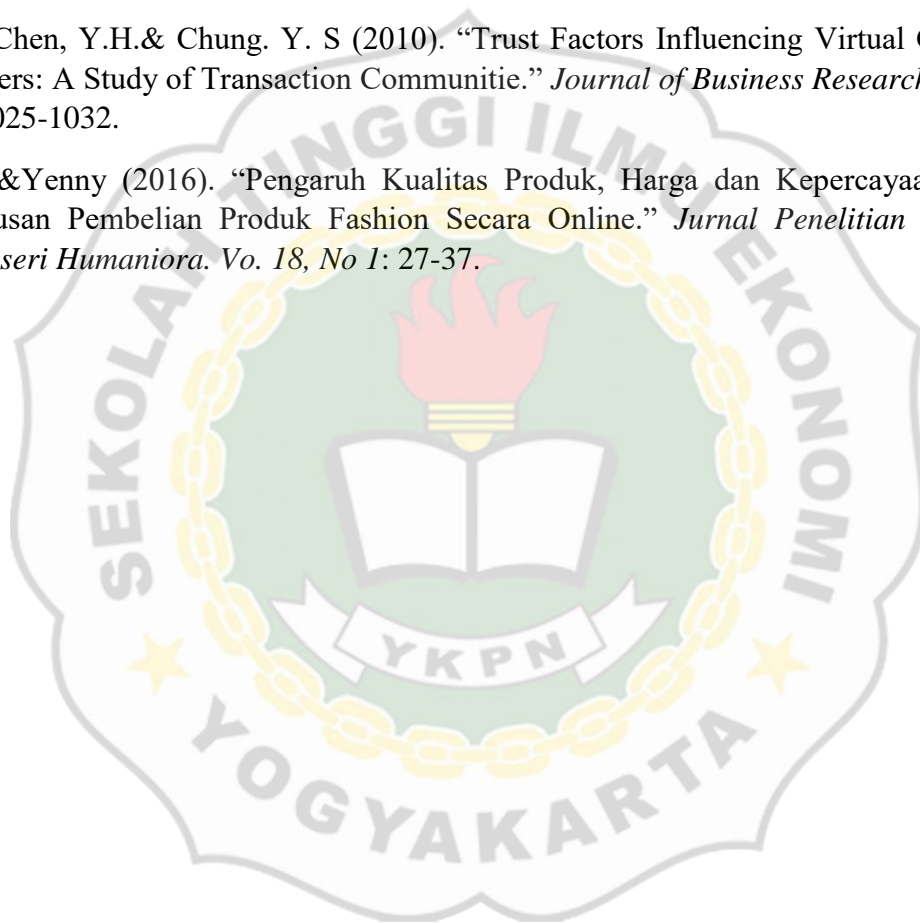 Chen, Y.H.& Chung. Y. S (2010). “Trust Factors Influencing Virtual
ers: A Study of Transaction Communitie.” Journal of Business Research
025-1032.
&Yenny (2016). “Pengaruh Kualitas Produk, Harga dan Kepercayaa
usan Pembelian Produk Fashion Secara Online.” Jurnal Penelitian
seri Humaniora. Vo. 18, No 1: 27-37.
SEKOLAH TINGGI ILMU EKONOMI
YKPN
YOGYAKARTA